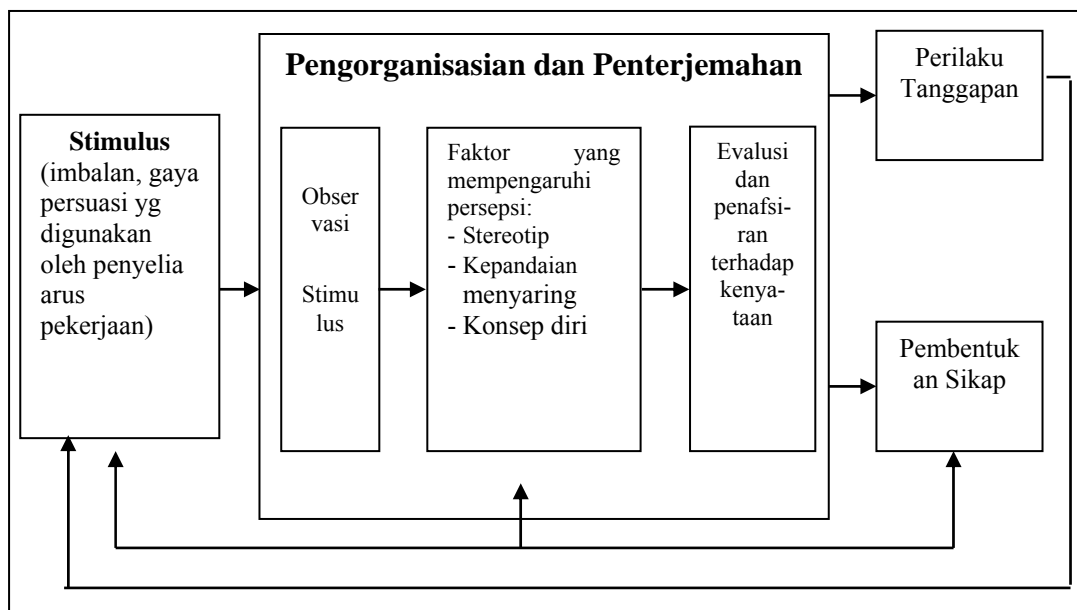 Pengorganisasian dan Penterjemahan
Stimulus
(imbalan, gaya
persuasi yg
digunakan
oleh penyelia
arus
pekerjaan)
Obser
vasi
Stimu
lus
Faktor yang
mempengaruhi
persepsi:
- Stereotip
- Kepandaian
menyaring
- Konsep diri
Evalusi
dan
penafsi-
ran
terhadap
kenya-
taan
Perilaku
Tanggapan
Pembentuk
an Sikap